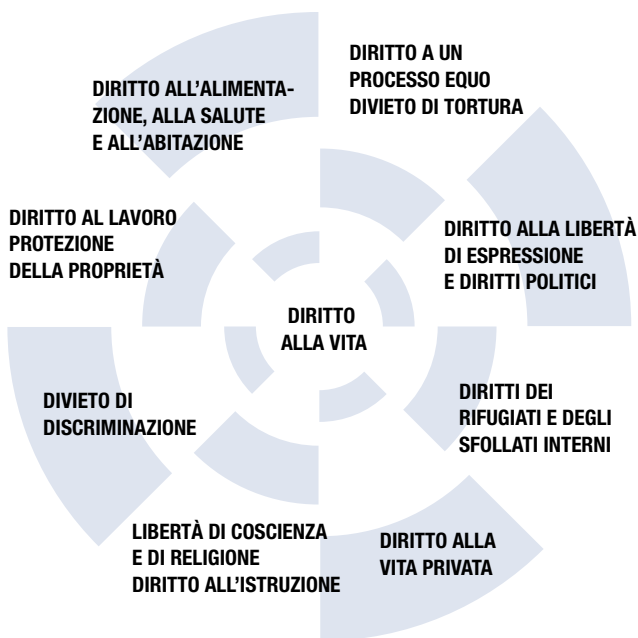 DIRITTO A UN
PROCESSO EQUO
DIVIETO DI TORTURA
DIRITTO ALL’ALIMENTA-
ZIONE, ALLA SALUTE
E ALL’ABITAZIONE
DIRITTO AL LAVORO
PROTEZIONE
DELLA PROPRIETÀ
DIRITTO ALLA LIBERTÀ
DI ESPRESSIONE
E DIRITTI POLITICI
DIRITTO
ALLA VITA
DIVIETO DI
DISCRIMINAZIONE
DIRITTI DEI
RIFUGIATI E DEGLI
SFOLLATI INTERNI
LIBERTÀ DI COSCIENZA
E DI RELIGIONE
DIRITTO ALL’ISTRUZIONE
DIRITTO ALLA
VITA PRIVATA